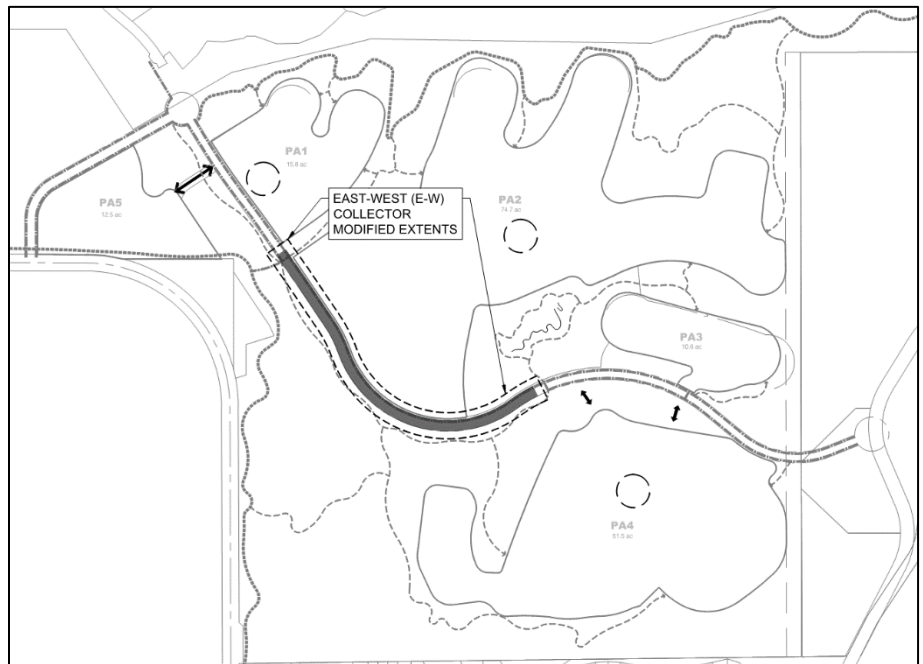 PA1
15.8 ac
PA5
12.5 ac
EAST-WEST (E-W)
COLLECTOR
MODIFIED EXTENTS
PA2
74.7 ac
PA3
10.8 ac
PA4
61.5 ac